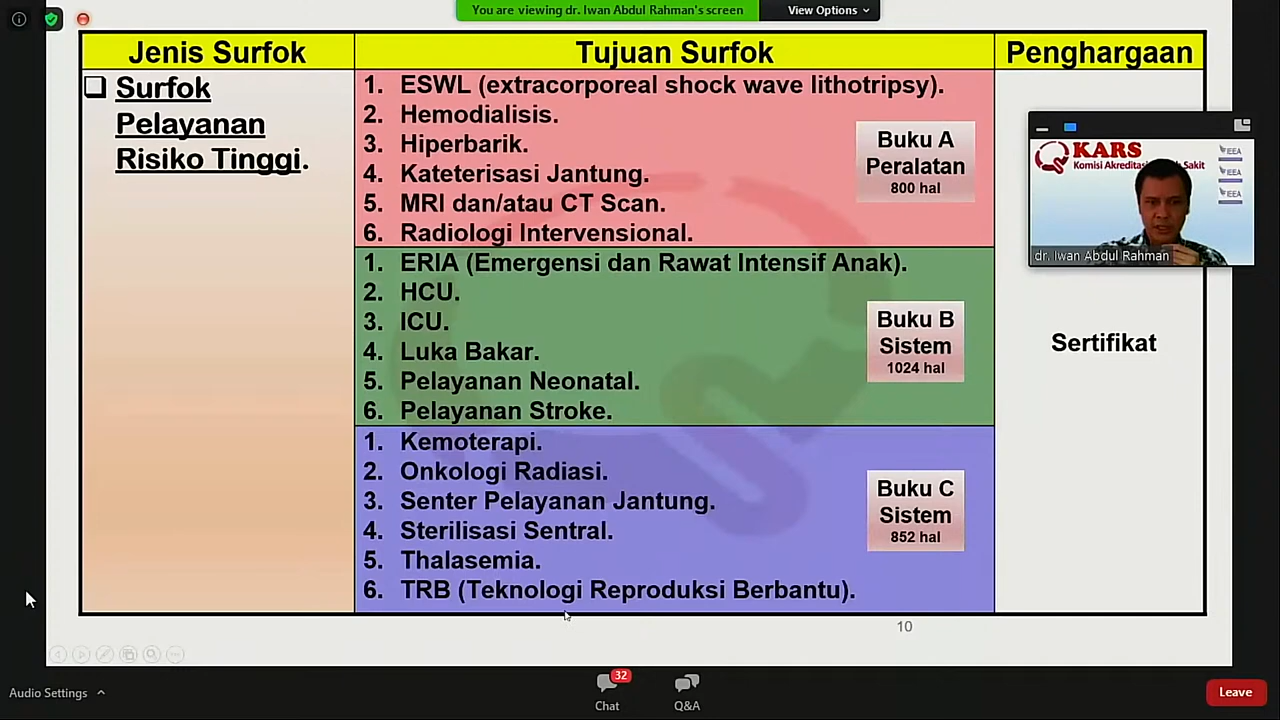 You are viewing dr. Iwan Abdul Rahman's screen
View Options
Jenis Surfok
Tujuan Surfok
Penghargaan
Surfok
Pelayanan
Risiko Tinggi.
1. ESWL (extracorporeal shock wave lithotripsy).
2. Hemodialisis.
3. Hiperbarik.
4. Kateterisasi Jantung.
5. MRI dan/atau CT Scan.
6. Radiologi Intervensional.
Buku A
Peralatan
800 hal
1. ERIA (Emergensi dan Rawat Intensif Anak).
2. HCU.
3. ICU.
4. Luka Bakar.
5. Pelayanan Neonatal.
6. Pelayanan Stroke.
Buku B
Sistem
1024 hal
1. Kemoterapi.
2. Onkologi Radiasi.
3. Senter Pelayanan Jantung.
4. Sterilisasi Sentral.
5. Thalasemia.
6. TRB (Teknologi Reproduksi Berbantu).
Buku C
Sistem
852 hal
Sertifikat
KARS
Komisi Akreditasi
Sakit
IEEA
IEEA
IEEA
dr. Iwan Abdul Rahman
10
Audio Settings
32
Chat
Q&A
Leave